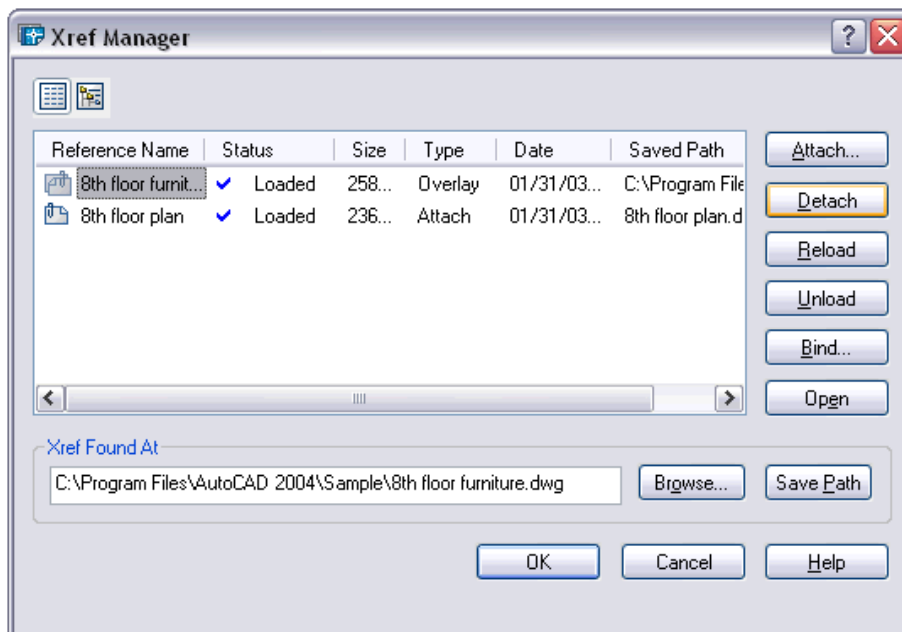 Xref Manager
Reference Name Status Size Type Date Saved Path
8th floor furnit... Loaded 258... Overlay 01/31/03... C:\Program File
8th floor plan Loaded 236... Attach 01/31/03... 8th floor plan.d
Attach...
Detach
Reload
Unload
Bind...
Open
Xref Found At
C:\Program Files\AutoCAD 2004\Sample\8th floor furniture.dwg Browse... Save Path
OK Cancel Help